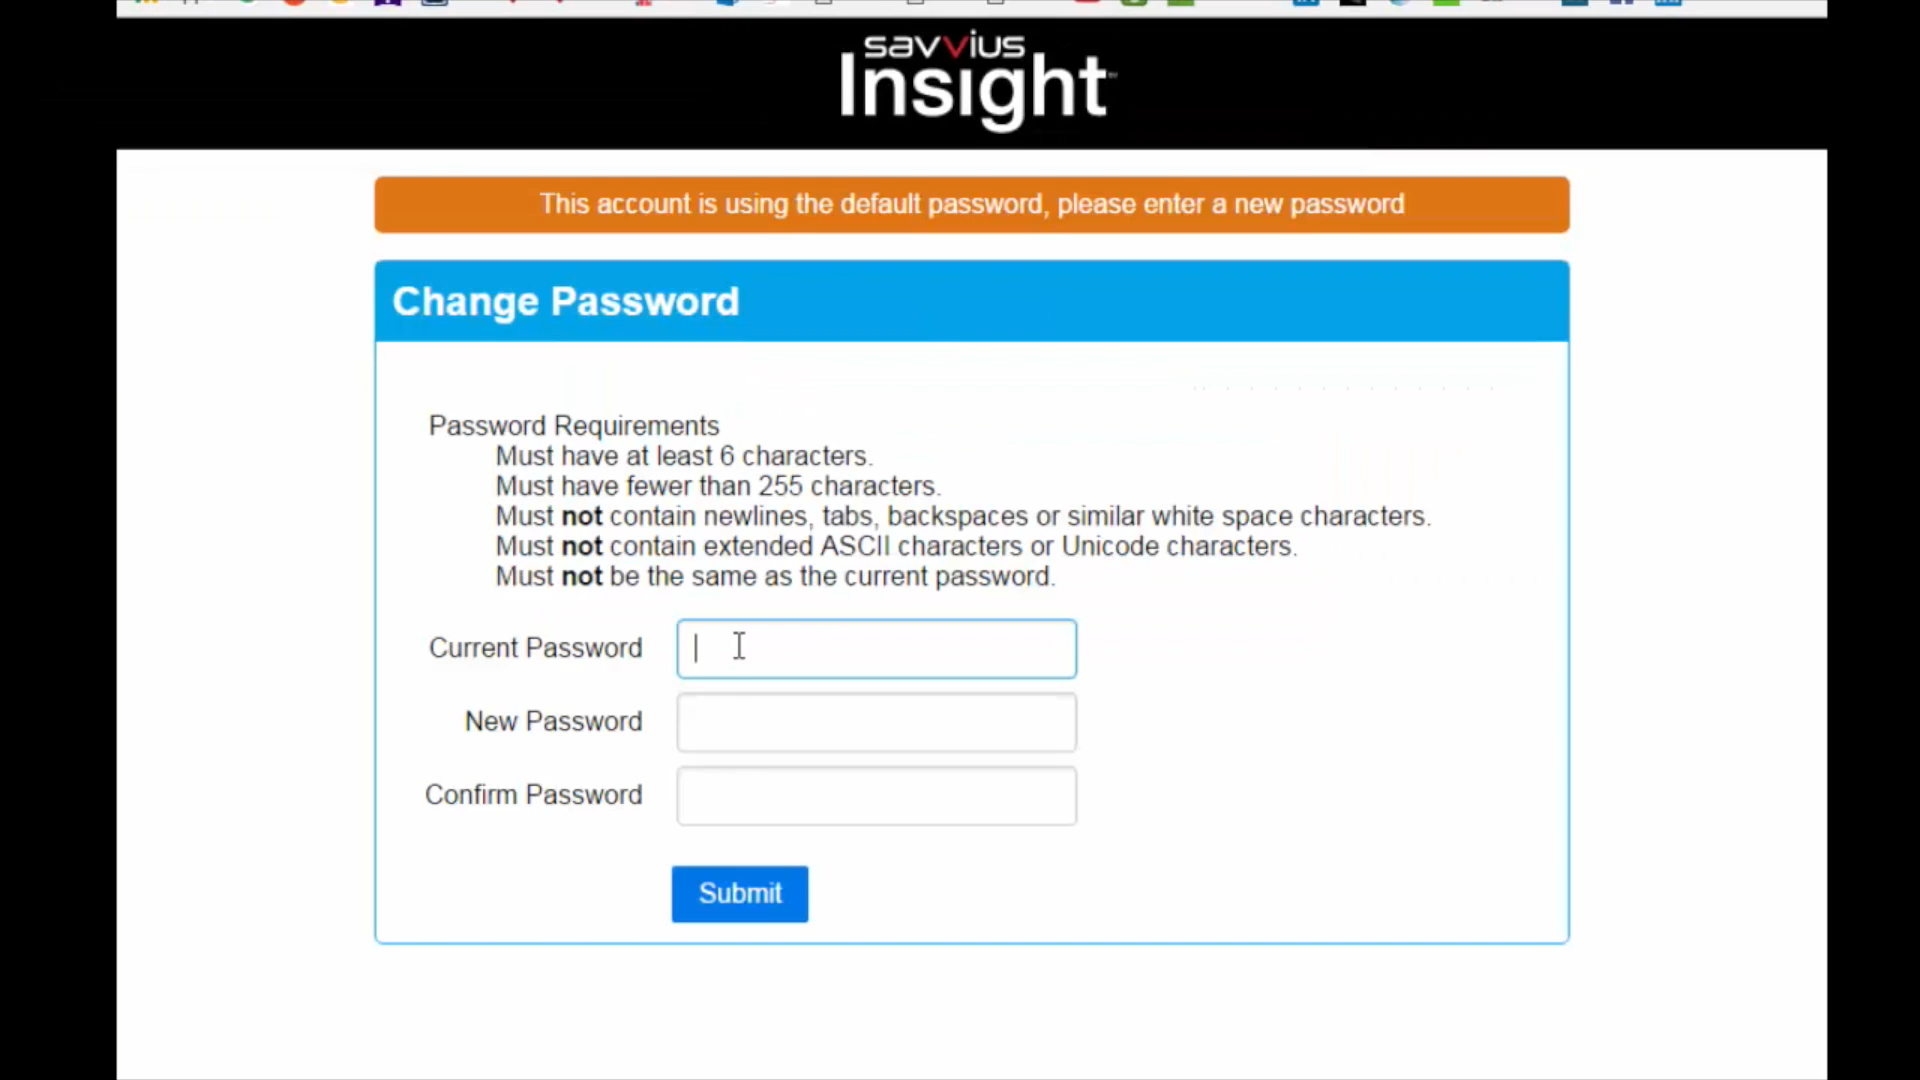 savvius
Insight
This account is using the default password, please enter a new password
Change Password
Password Requirements
Must have at least 6 characters.
Must have fewer than 255 characters.
Must not contain newlines, tabs, backspaces or similar white space characters.
Must not contain extended ASCII characters or Unicode characters.
Must not be the same as the current password.
Current Password
New Password
Confirm Password
Submit